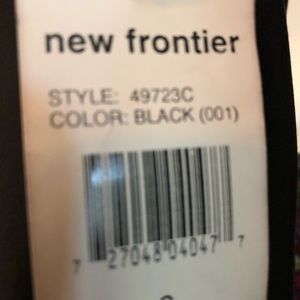 new frontier
STYLE: 49723C
COLOR: BLACK (001)
7 27048 04047 7